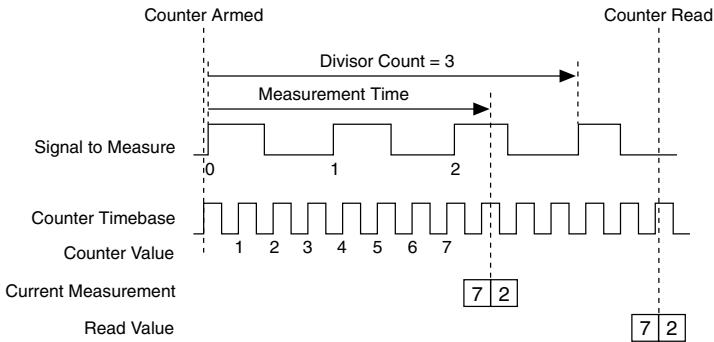 Counter Armed Counter Read
Divisor Count = 3
Measurement Time
Signal to Measure
0 1 2
Counter Timebase
Counter Value 1 2 3 4 5 6 7
Current Measurement 7 2
Read Value 7 2